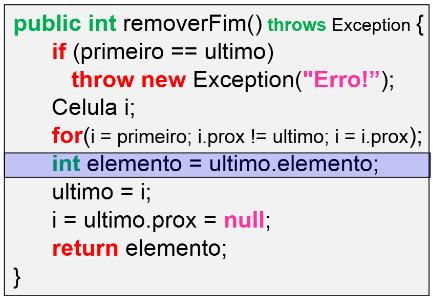 public int removerFim() throws Exception {
if (primeiro == ultimo)
throw new Exception("Erro!”);
Celula i;
for(i = primeiro; i.prox != ultimo; i = i.prox);
int elemento = ultimo.elemento;
ultimo = i;
i = ultimo.prox = null;
return elemento;
}